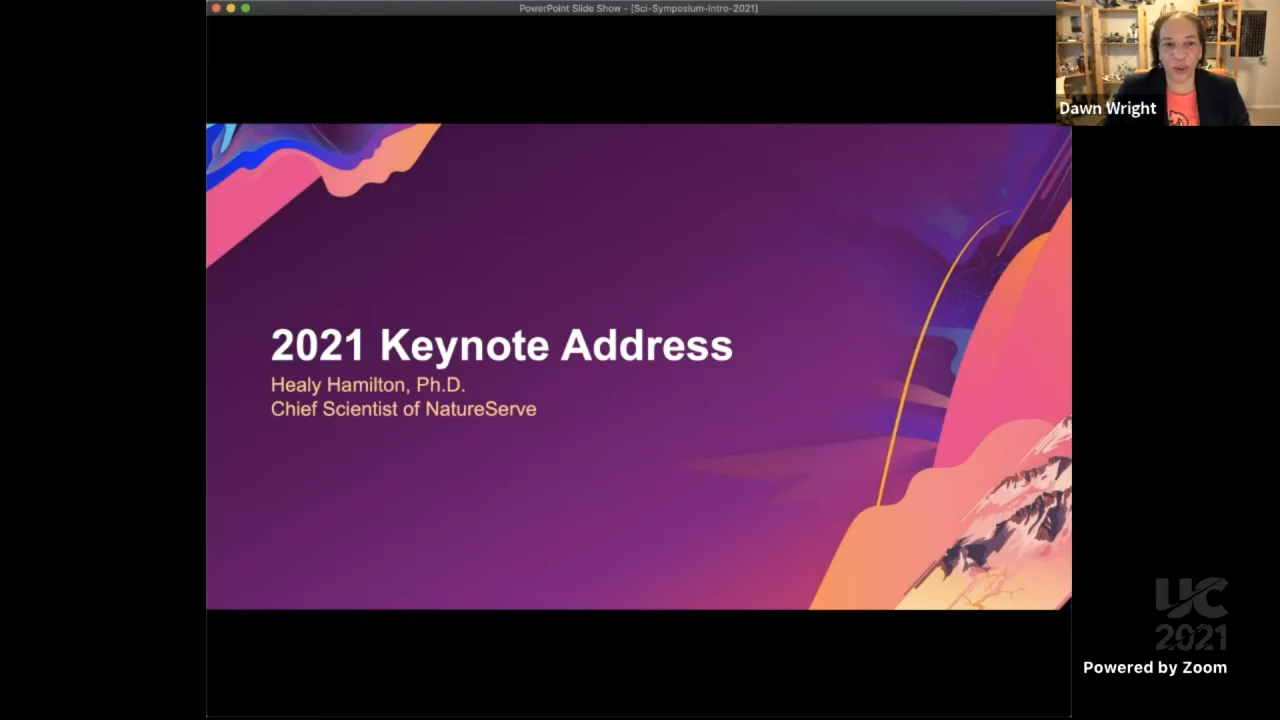 PowerPoint Slide Show - [Sci-Symposium-Intro-2021]
Dawn Wright
2021 Keynote Address
Healy Hamilton, Ph.D.
Chief Scientist of NatureServe
UC
2021
Powered by Zoom